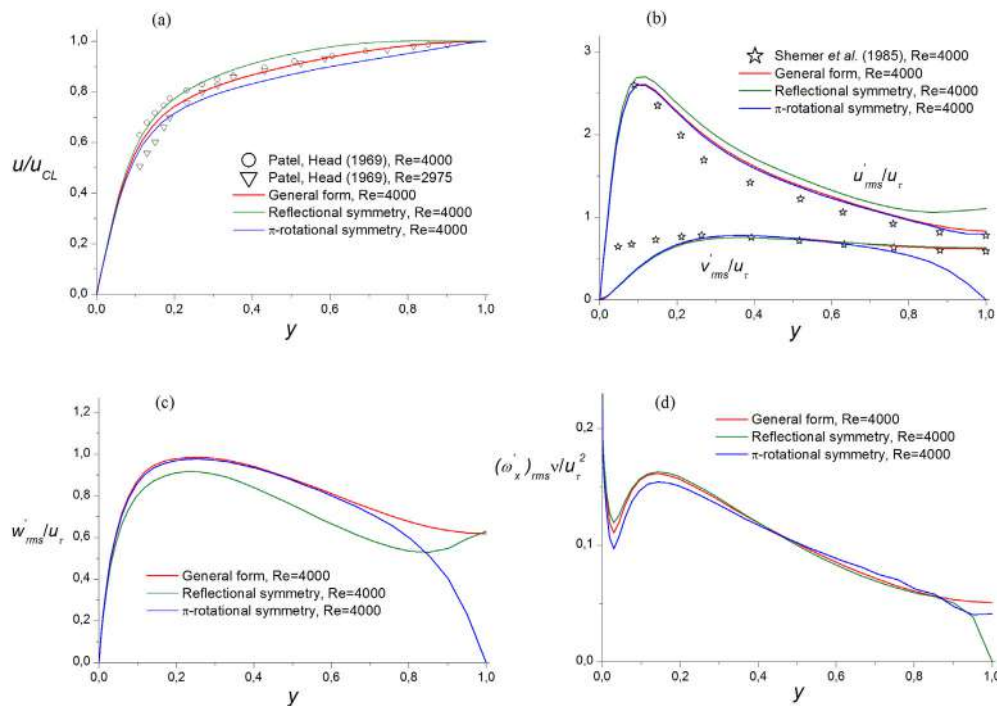 (a)
1,0
0,8
0,6
0,4
0,2
0,0
u/u_CL
Patel, Head (1969), Re=4000
Patel, Head (1969), Re=2975
General form, Re=4000
Reflectional symmetry, Re=4000
π-rotational symmetry, Re=4000
0,0 0,2 0,4 0,6 0,8 1,0
y
(b)
3
2
1
0
Shemer et al. (1985), Re=4000
General form, Re=4000
Reflectional symmetry, Re=4000
π-rotational symmetry, Re=4000
u'_rms/u_τ
v'_rms/u_τ
0,0 0,2 0,4 0,6 0,8 1,0
y
(c)
1,2
1,0
0,8
0,6
0,4
0,2
0,0
w'_rms/u_τ
General form, Re=4000
Reflectional symmetry, Re=4000
π-rotational symmetry, Re=4000
0,0 0,2 0,4 0,6 0,8 1,0
y
(d)
0,2
0,1
0,0
(ω'_x)_rms ν/u_τ^2
General form, Re=4000
Reflectional symmetry, Re=4000
π-rotational symmetry, Re=4000
0,0 0,2 0,4 0,6 0,8 1,0
y